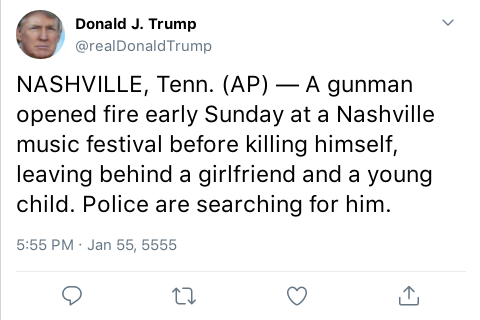 Donald J. Trump
@realDonaldTrump
NASHVILLE, Tenn. (AP) — A gunman
opened fire early Sunday at a Nashville
music festival before killing himself,
leaving behind a girlfriend and a young
child. Police are searching for him.
5:55 PM · Jan 55, 5555